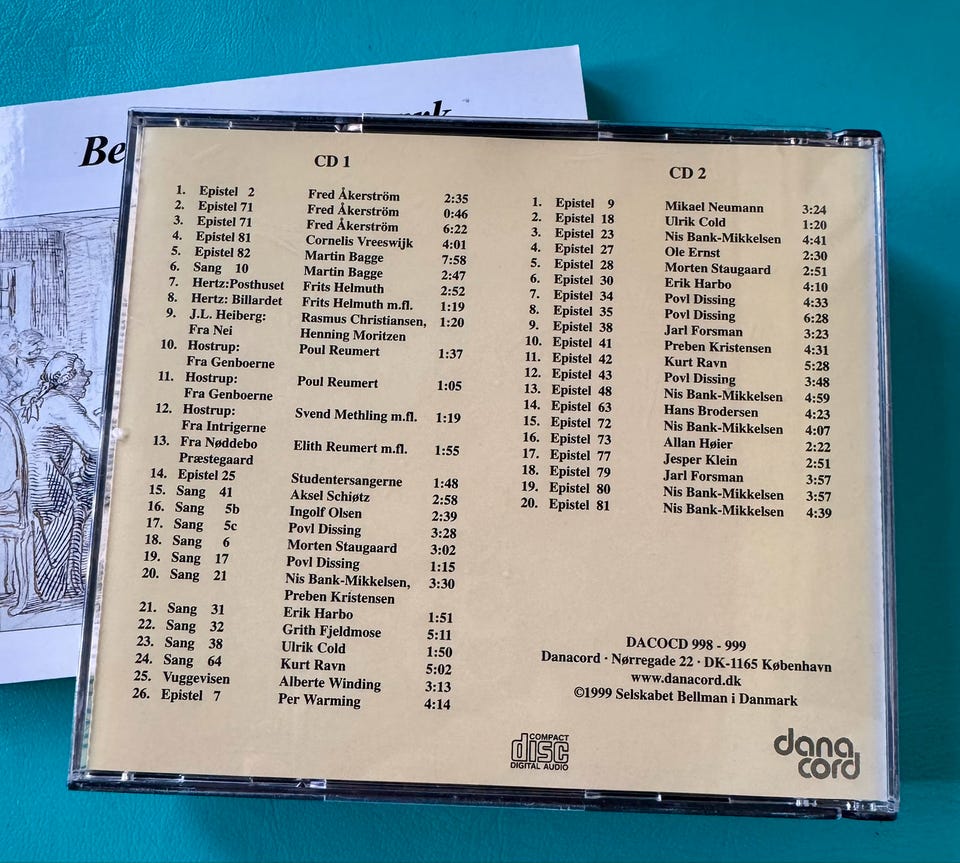 Be
CD 1
1. Epistel 2 Fred Åkerström 2:35
2. Epistel 71 Fred Åkerström 0:46
3. Epistel 71 Fred Åkerström 6:22
4. Epistel 81 Cornelis Vreeswijk 4:01
5. Epistel 82 Martin Bagge 7:58
6. Sang 10 Martin Bagge 2:47
7. Hertz:Posthuset Frits Helmuth 2:52
8. Hertz: Billardet Frits Helmuth m.fl. 1:19
9. J.L. Heiberg: Rasmus Christiansen, 1:20
Fra Nei Henning Moritzen
10. Hostrup: Poul Reumert 1:37
Fra Genboerne
11. Hostrup: Poul Reumert 1:05
Fra Genboerne
12. Hostrup: Svend Methling m.fl. 1:19
Fra Intrigerne
13. Fra Nøddebo Elith Reumert m.fl. 1:55
Præstegaard
14. Epistel 25 Studentersangerne 1:48
15. Sang 41 Aksel Schiøtz 2:58
16. Sang 5b Ingolf Olsen 2:39
17. Sang 5c Povl Dissing 3:28
18. Sang 6 Morten Staugaard 3:02
19. Sang 17 Povl Dissing 1:15
20. Sang 21 Nis Bank-Mikkelsen, 3:30
Preben Kristensen
21. Sang 31 Erik Harbo 1:51
22. Sang 32 Grith Fjeldmose 5:11
23. Sang 38 Ulrik Cold 1:50
24. Sang 64 Kurt Ravn 5:02
25. Vuggevisen Alberte Winding 3:13
26. Epistel 7 Per Warming 4:14
CD 2
1. Epistel 9 Mikael Neumann 3:24
2. Epistel 18 Ulrik Cold 1:20
3. Epistel 23 Nis Bank-Mikkelsen 4:41
4. Epistel 27 Ole Ernst 2:30
5. Epistel 28 Morten Staugaard 2:51
6. Epistel 30 Erik Harbo 4:10
7. Epistel 34 Povl Dissing 4:33
8. Epistel 35 Povl Dissing 6:28
9. Epistel 38 Jarl Forsman 3:23
10. Epistel 41 Preben Kristensen 4:31
11. Epistel 42 Kurt Ravn 5:28
12. Epistel 43 Povl Dissing 3:48
13. Epistel 48 Nis Bank-Mikkelsen 4:59
14. Epistel 63 Hans Brodersen 4:23
15. Epistel 72 Nis Bank-Mikkelsen 4:07
16. Epistel 73 Allan Høier 2:22
17. Epistel 77 Jesper Klein 2:51
18. Epistel 79 Jarl Forsman 3:57
19. Epistel 80 Nis Bank-Mikkelsen 3:57
20. Epistel 81 Nis Bank-Mikkelsen 4:39
DACOCD 998 - 999
Danacord · Nørregade 22 · DK-1165 København
www.danacord.dk
©1999 Selskabet Bellman i Danmark
COMPACT
disc
DIGITAL AUDIO
dana
cord